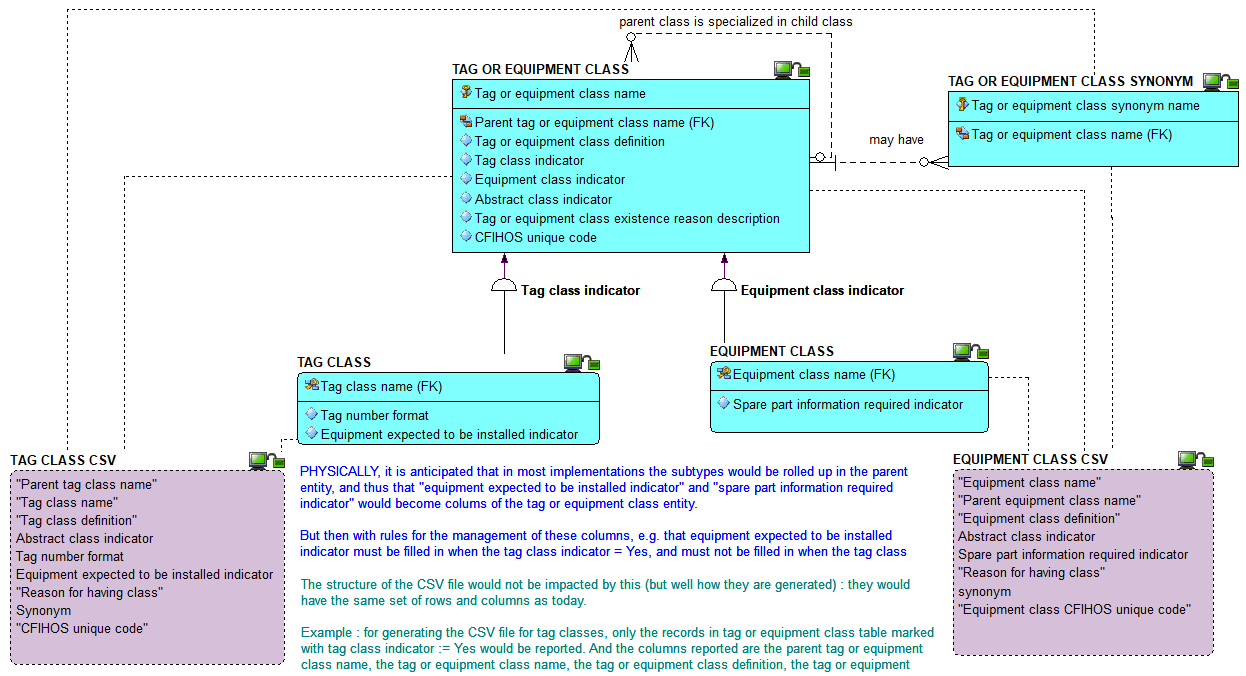 parent class is specialized in child class
TAG OR EQUIPMENT CLASS
Tag or equipment class name
Parent tag or equipment class name (FK)
Tag or equipment class definition
Tag class indicator
Equipment class indicator
Abstract class indicator
Tag or equipment class existence reason description
CFIHOS unique code
may have
TAG OR EQUIPMENT CLASS SYNONYM
Tag or equipment class synonym name
Tag or equipment class name (FK)
Tag class indicator
Equipment class indicator
TAG CLASS
Tag class name (FK)
Tag number format
Equipment expected to be installed indicator
EQUIPMENT CLASS
Equipment class name (FK)
Spare part information required indicator
TAG CLASS CSV
"Parent tag class name"
"Tag class name"
"Tag class definition"
Abstract class indicator
Tag number format
Equipment expected to be installed indicator
"Reason for having class"
Synonym
"CFIHOS unique code"
PHYSICALLY, it is anticipated that in most implementations the subtypes would be rolled up in the parent
entity, and thus that "equipment expected to be installed indicator" and "spare part information required
indicator" would become colums of the tag or equipment class entity.
But then with rules for the management of these columns, e.g. that equipment expected to be installed
indicator must be filled in when the tag class indicator = Yes, and must not be filled in when the tag class
The structure of the CSV file would not be impacted by this (but well how they are generated) : they would
have the same set of rows and columns as today.
Example : for generating the CSV file for tag classes, only the records in tag or equipment class table marked
with tag class indicator := Yes would be reported. And the columns reported are the parent tag or equipment
class name, the tag or equipment class name, the tag or equipment class definition, the tag or equipment
EQUIPMENT CLASS CSV
"Equipment class name"
"Parent equipment class name"
"Equipment class definition"
Abstract class indicator
Spare part information required indicator
"Reason for having class"
synonym
"Equipment class CFIHOS unique code"